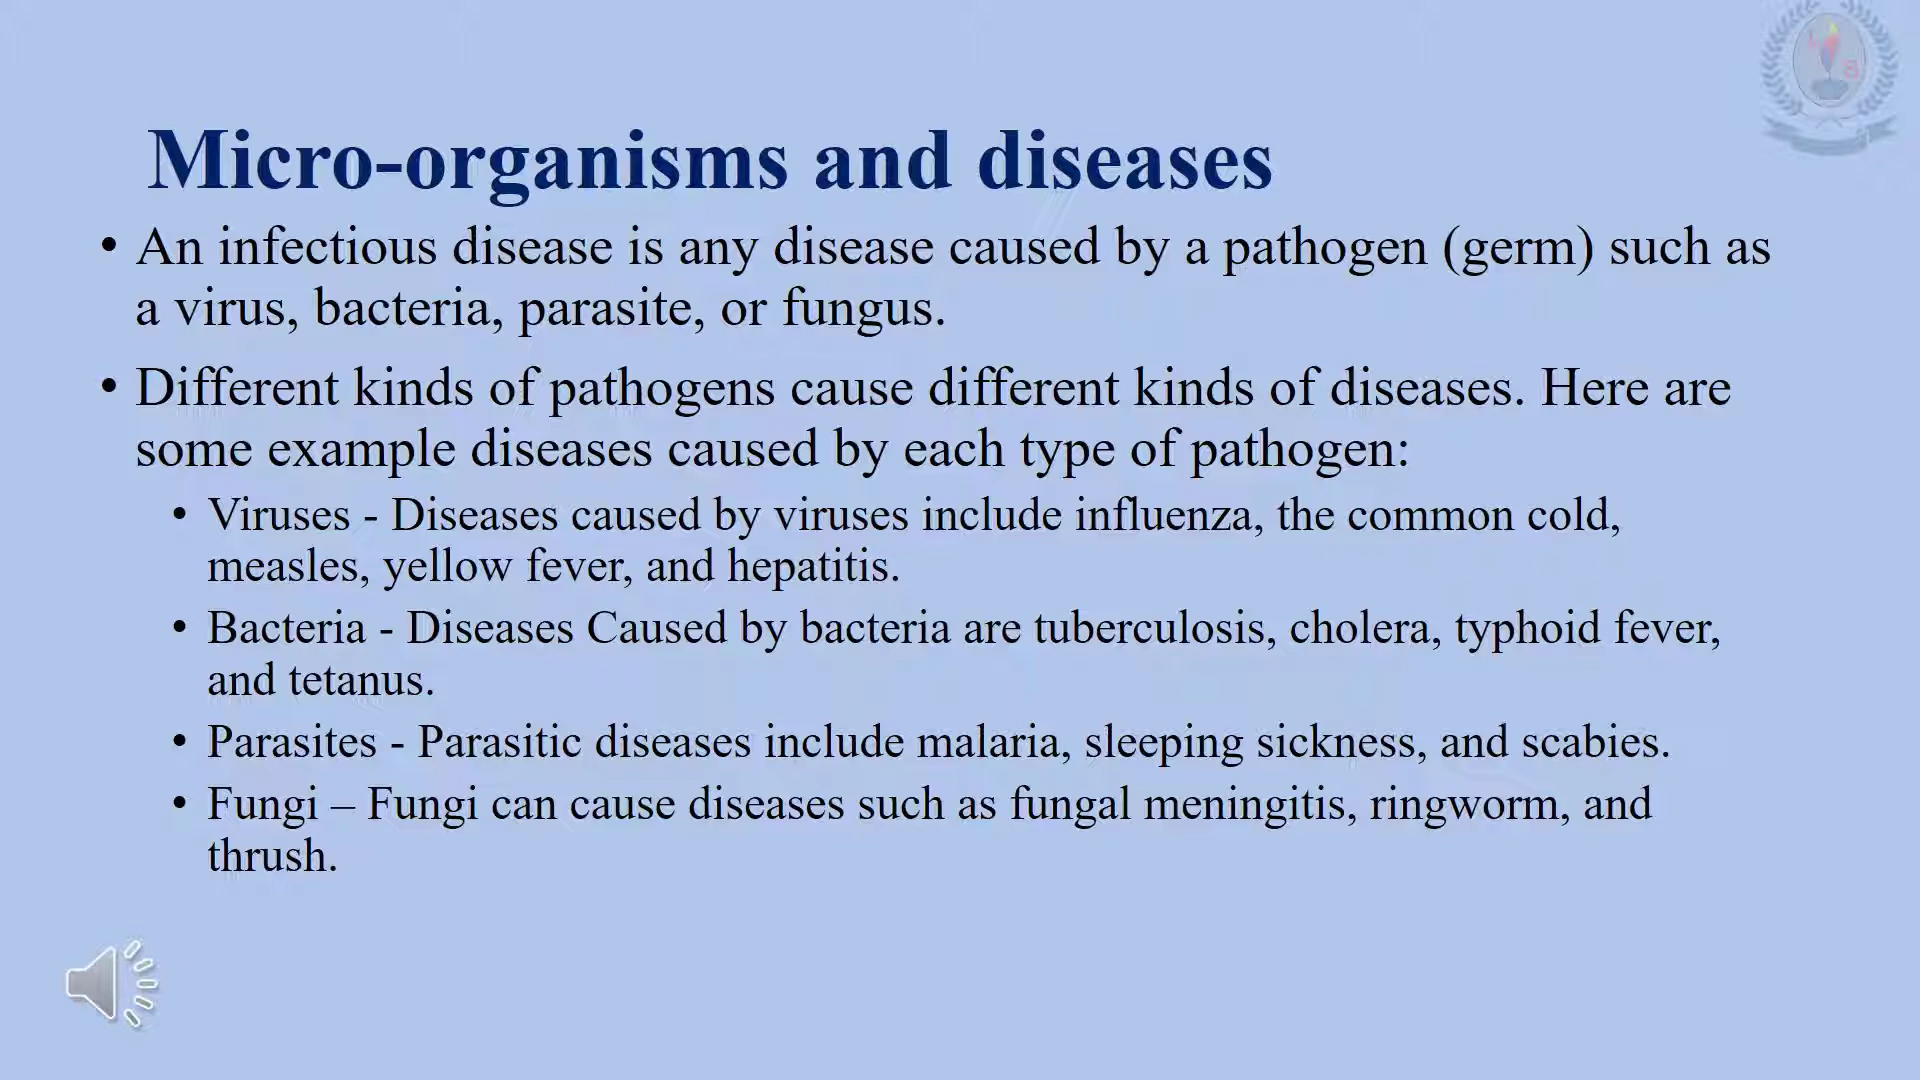 Micro-organisms and diseases
• An infectious disease is any disease caused by a pathogen (germ) such as
a virus, bacteria, parasite, or fungus.
• Different kinds of pathogens cause different kinds of diseases. Here are
some example diseases caused by each type of pathogen:
• Viruses - Diseases caused by viruses include influenza, the common cold,
measles, yellow fever, and hepatitis.
• Bacteria - Diseases Caused by bacteria are tuberculosis, cholera, typhoid fever,
and tetanus.
• Parasites - Parasitic diseases include malaria, sleeping sickness, and scabies.
• Fungi – Fungi can cause diseases such as fungal meningitis, ringworm, and
thrush.